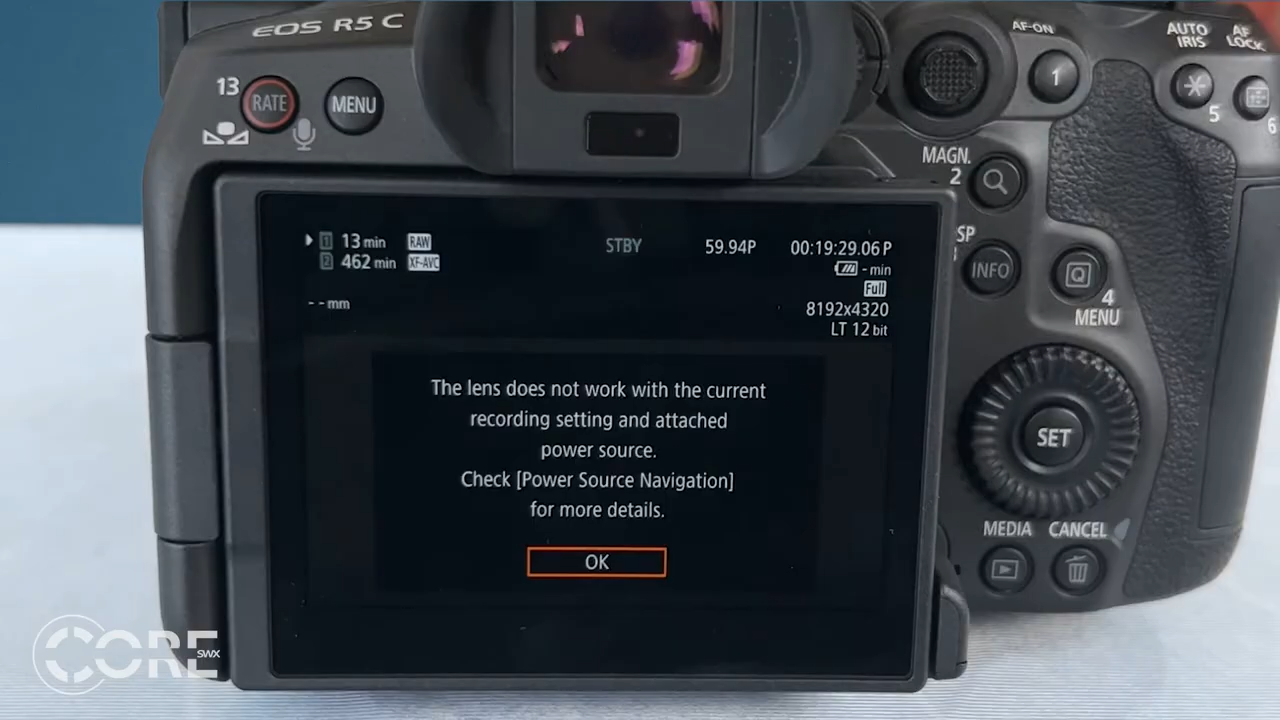 EOS R5 C
13
RATE
MENU
AF-ON
1
AUTO IRIS
AF LOCK
5
6
MAGN.
2
SP
INFO
Q
4
MENU
SET
MEDIA
CANCEL
1 13 min RAW
2 462 min XF-AVC
--mm
STBY
59.94P
00:19:29.06 P
- min
Full
8192x4320
LT 12 bit
The lens does not work with the current
recording setting and attached
power source.
Check [Power Source Navigation]
for more details.
OK
CORE SWX